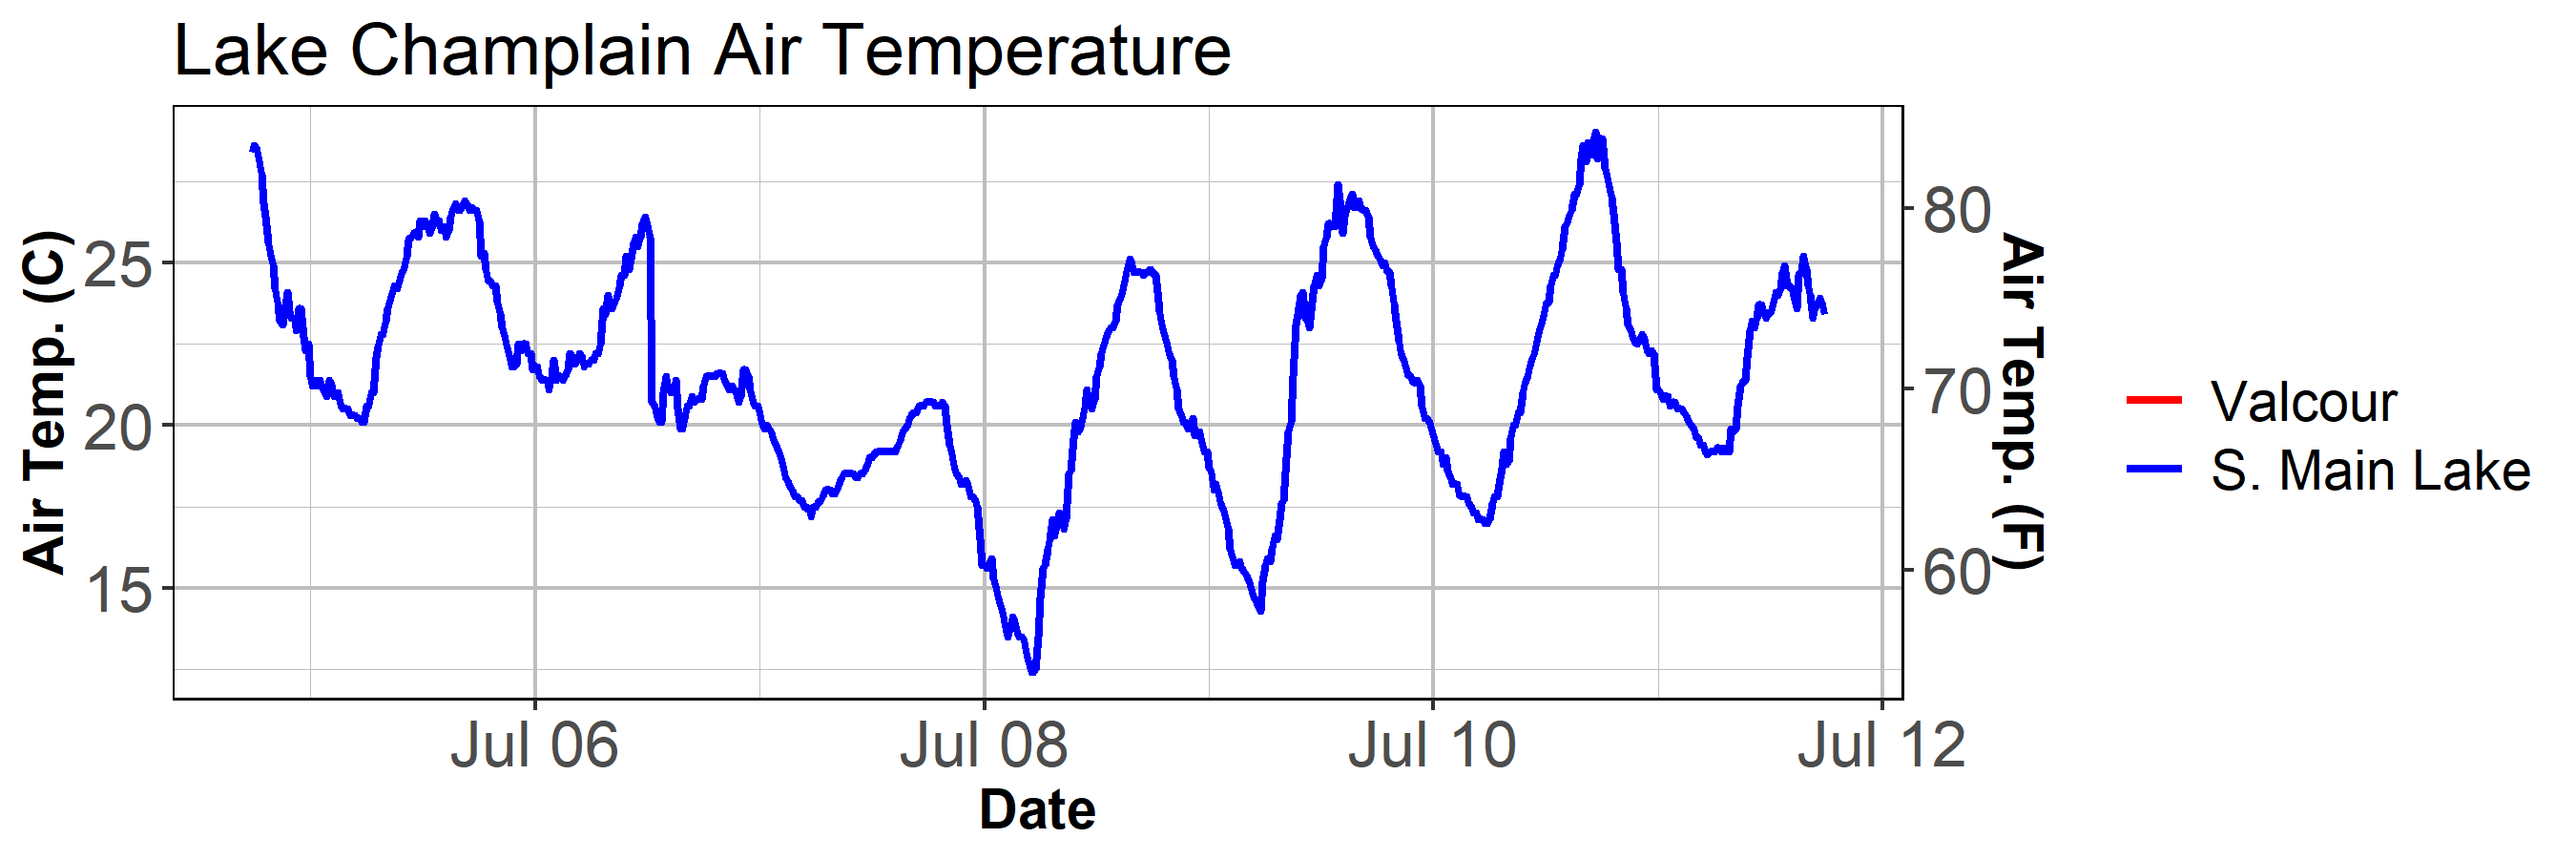 Lake Champlain Air Temperature
Air Temp. (C)
25
20
15
80
70
60
Air Temp. (F)
Jul 06
Jul 08
Jul 10
Jul 12
Date
Valcour
S. Main Lake